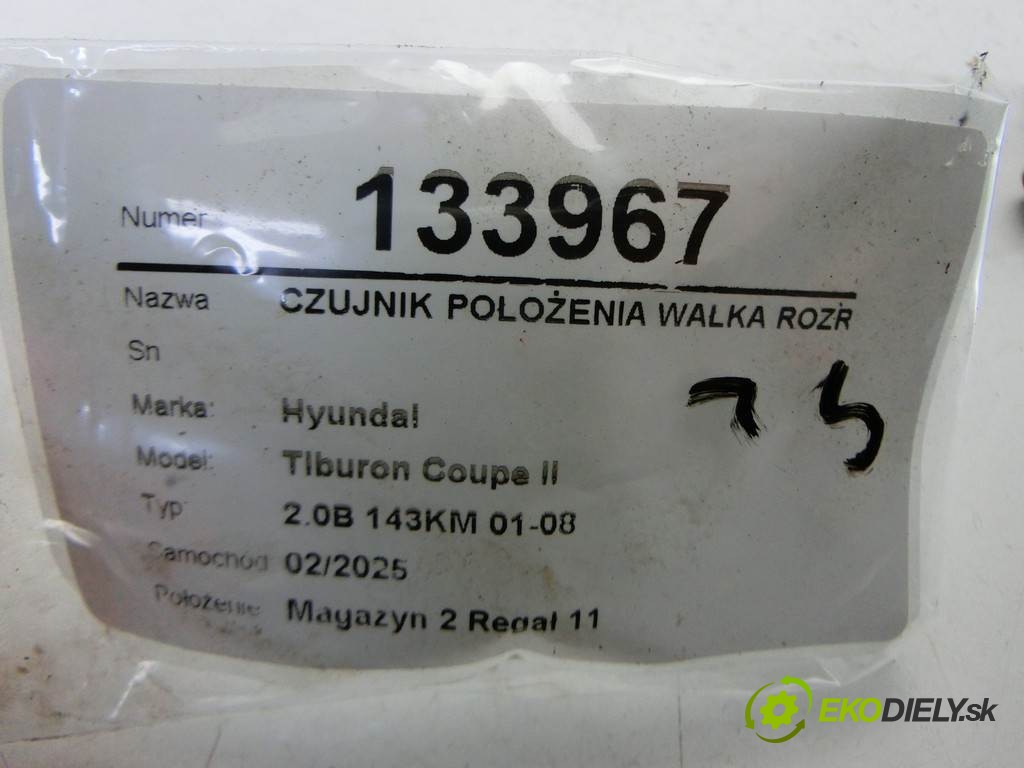 Numer 133967
Nazwa CZUJNIK POŁOŻENIA WAŁKA ROZR
Sn
Marka: Hyundai
Model: Tiburon Coupe II
Typ 2.0B 143KM 01-08
Samochód 02/2025
Położenie: Magazyn 2 Regał 11
EKODIELY.sk